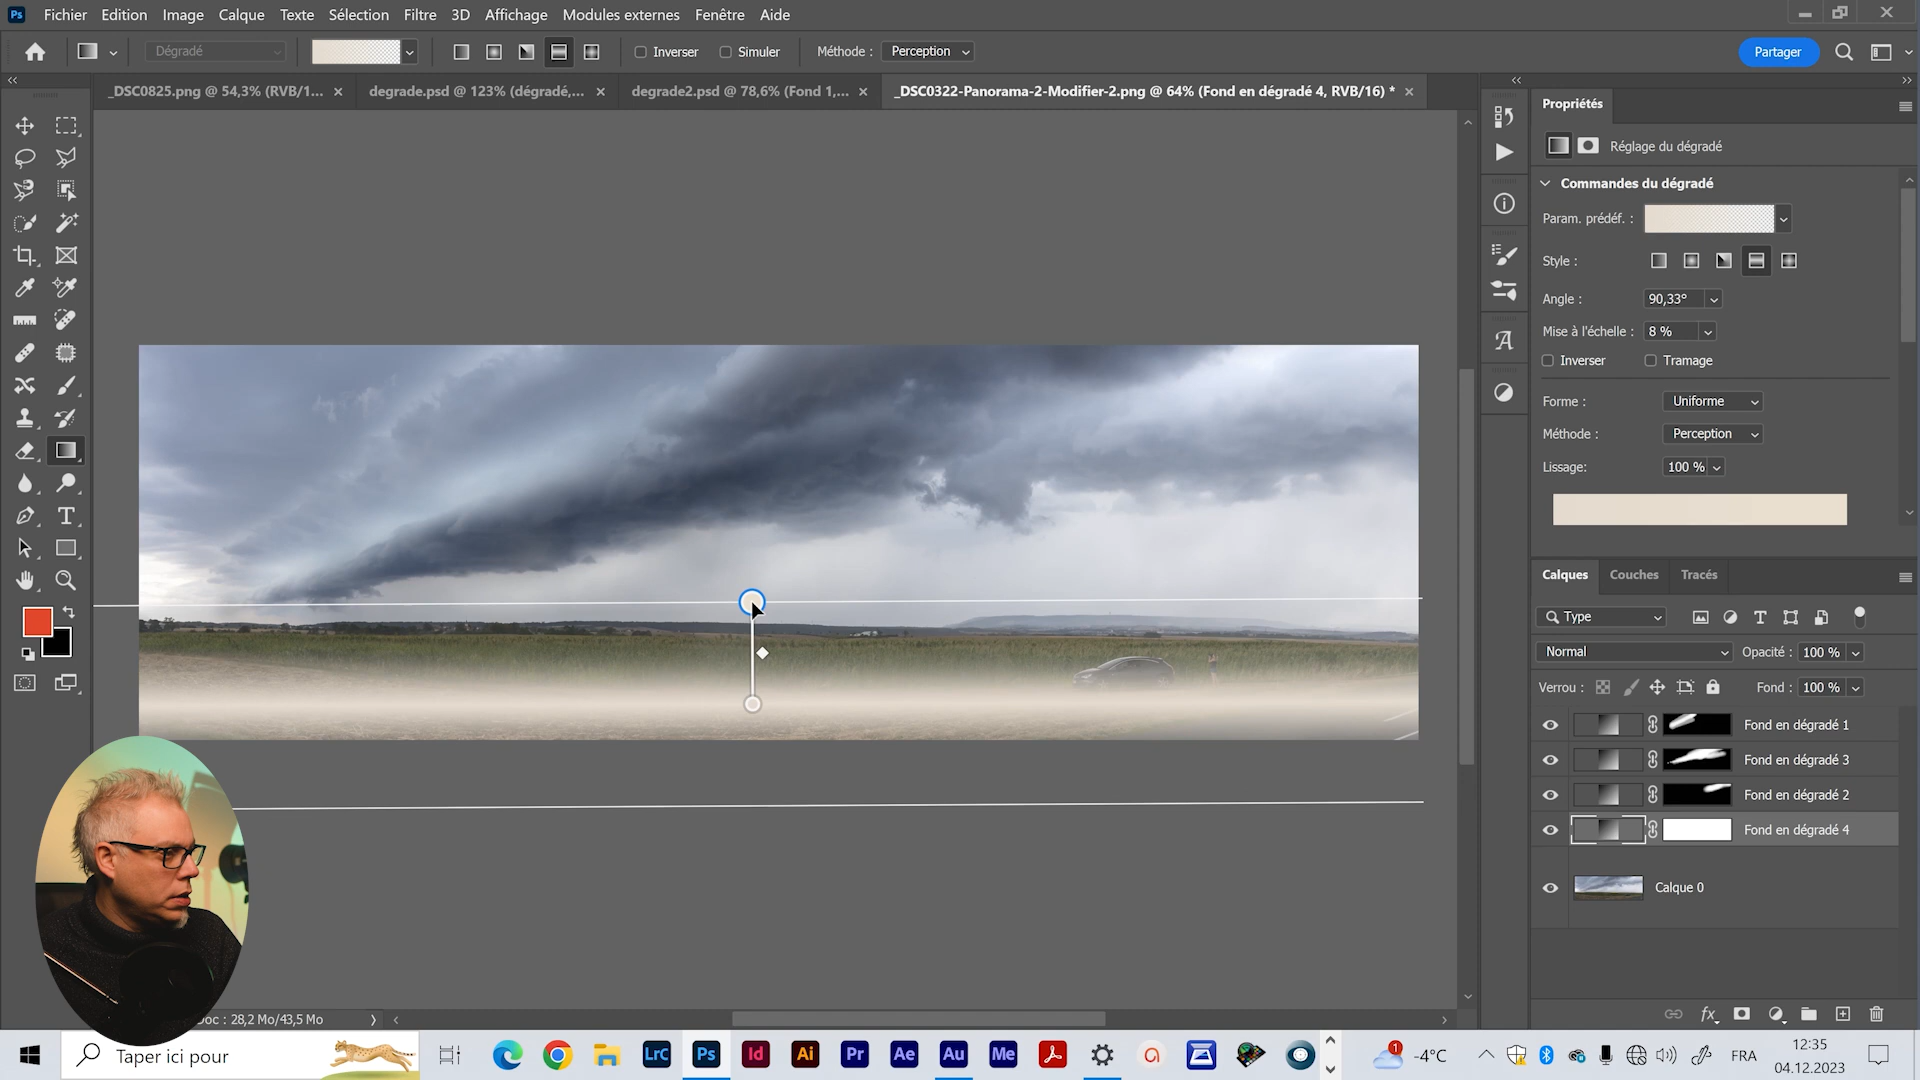 Ps Fichier Edition Image Calque Texte Sélection Filtre 3D Affichage Modules externes Fenêtre Aide
Dégradé Inverser Simuler Méthode : Perception Partager
_DSC0825.png @ 54,3% (RVB/1... × degrade.psd @ 123% (dégradé,... × degrade2.psd @ 78,6% (Fond 1,... × _DSC0322-Panorama-2-Modifier-2.png @ 64% (Fond en dégradé 4, RVB/16) * ×
Propriétés
Réglage du dégradé
Commandes du dégradé
Param. prédéf. :
Style :
Angle : 90,33°
Mise à l'échelle : 8 %
Inverser Tramage
Forme : Uniforme
Méthode : Perception
Lissage: 100 %
Calques Couches Tracés
Type
Normal Opacité : 100 %
Verrou : Fond : 100 %
Fond en dégradé 1
Fond en dégradé 3
Fond en dégradé 2
Fond en dégradé 4
Calque 0
fx
Doc : 28,2 Mo/43,5 Mo
Taper ici pour
LrC Ps Id Ai Pr Ae Au Me
1 -4°C FRA
12:35
04.12.2023